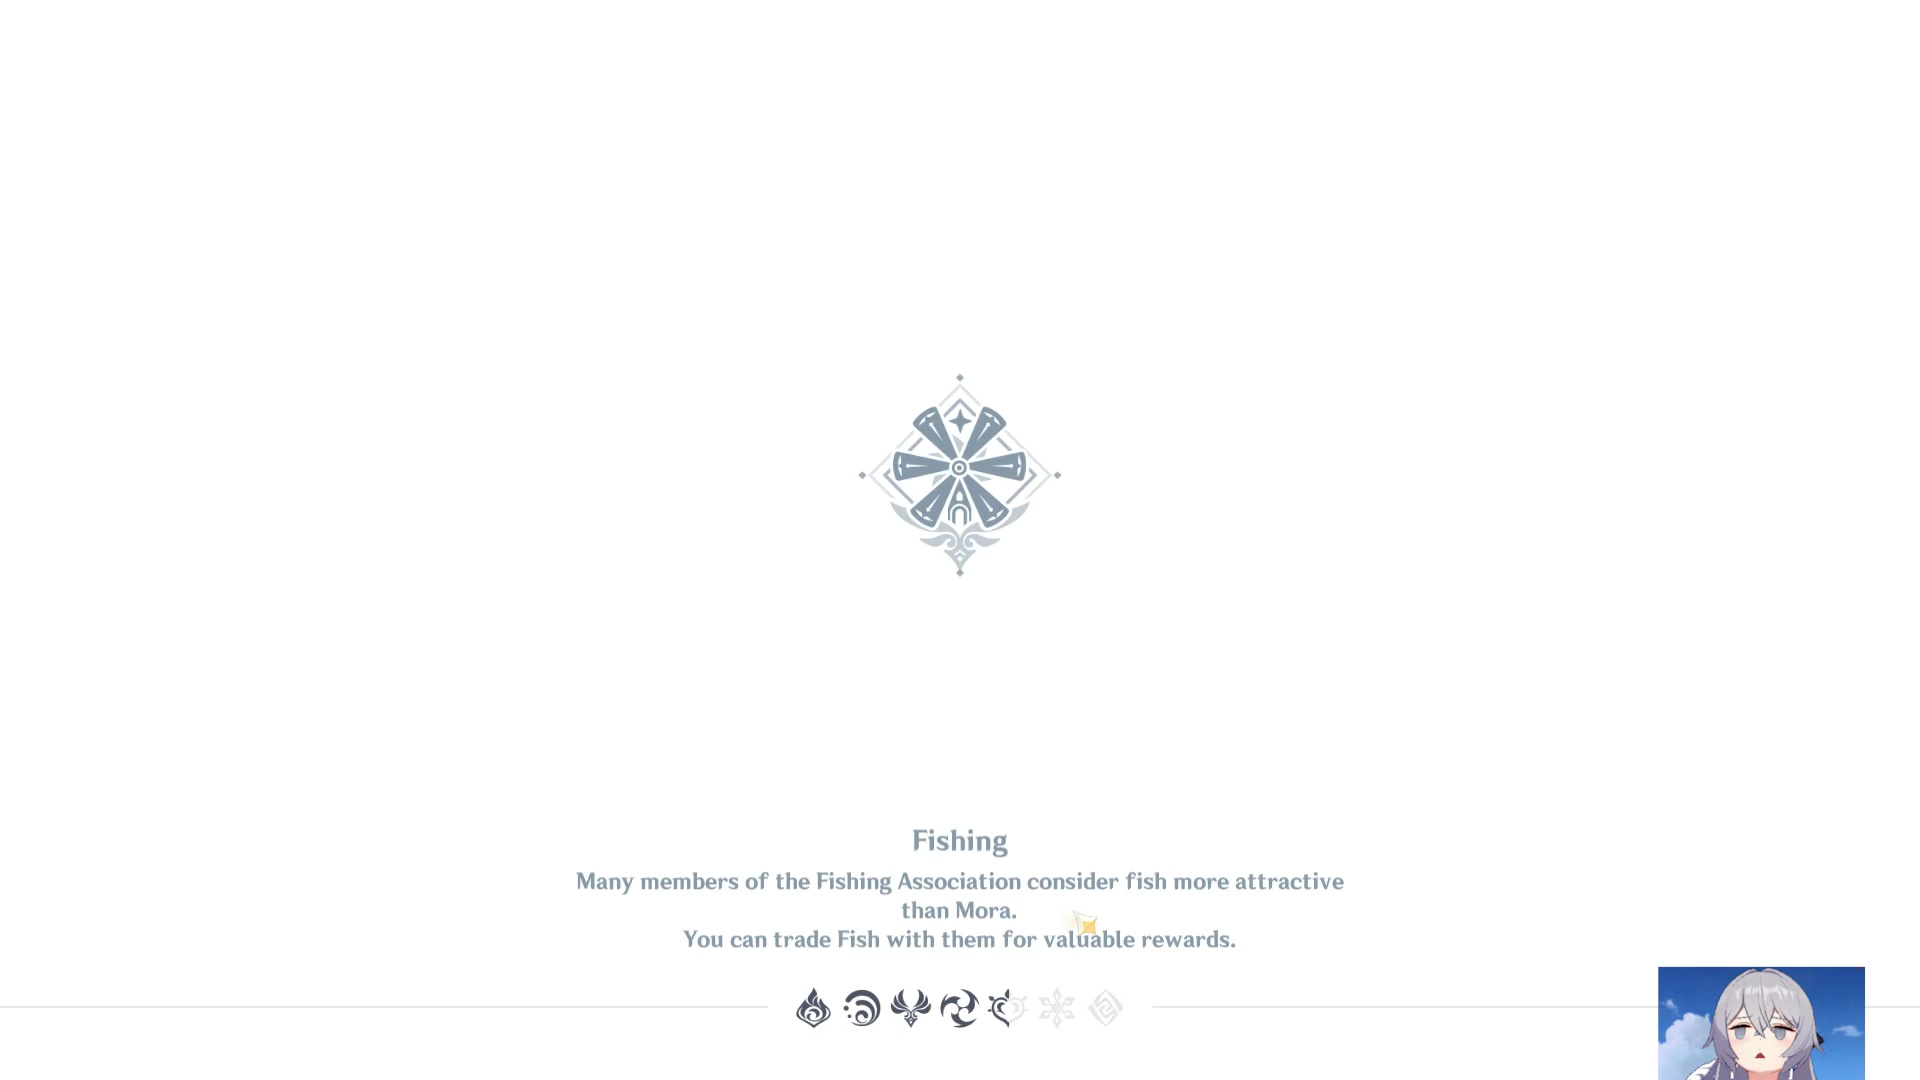 Fishing
Many members of the Fishing Association consider fish more attractive
than Mora.
You can trade Fish with them for valuable rewards.